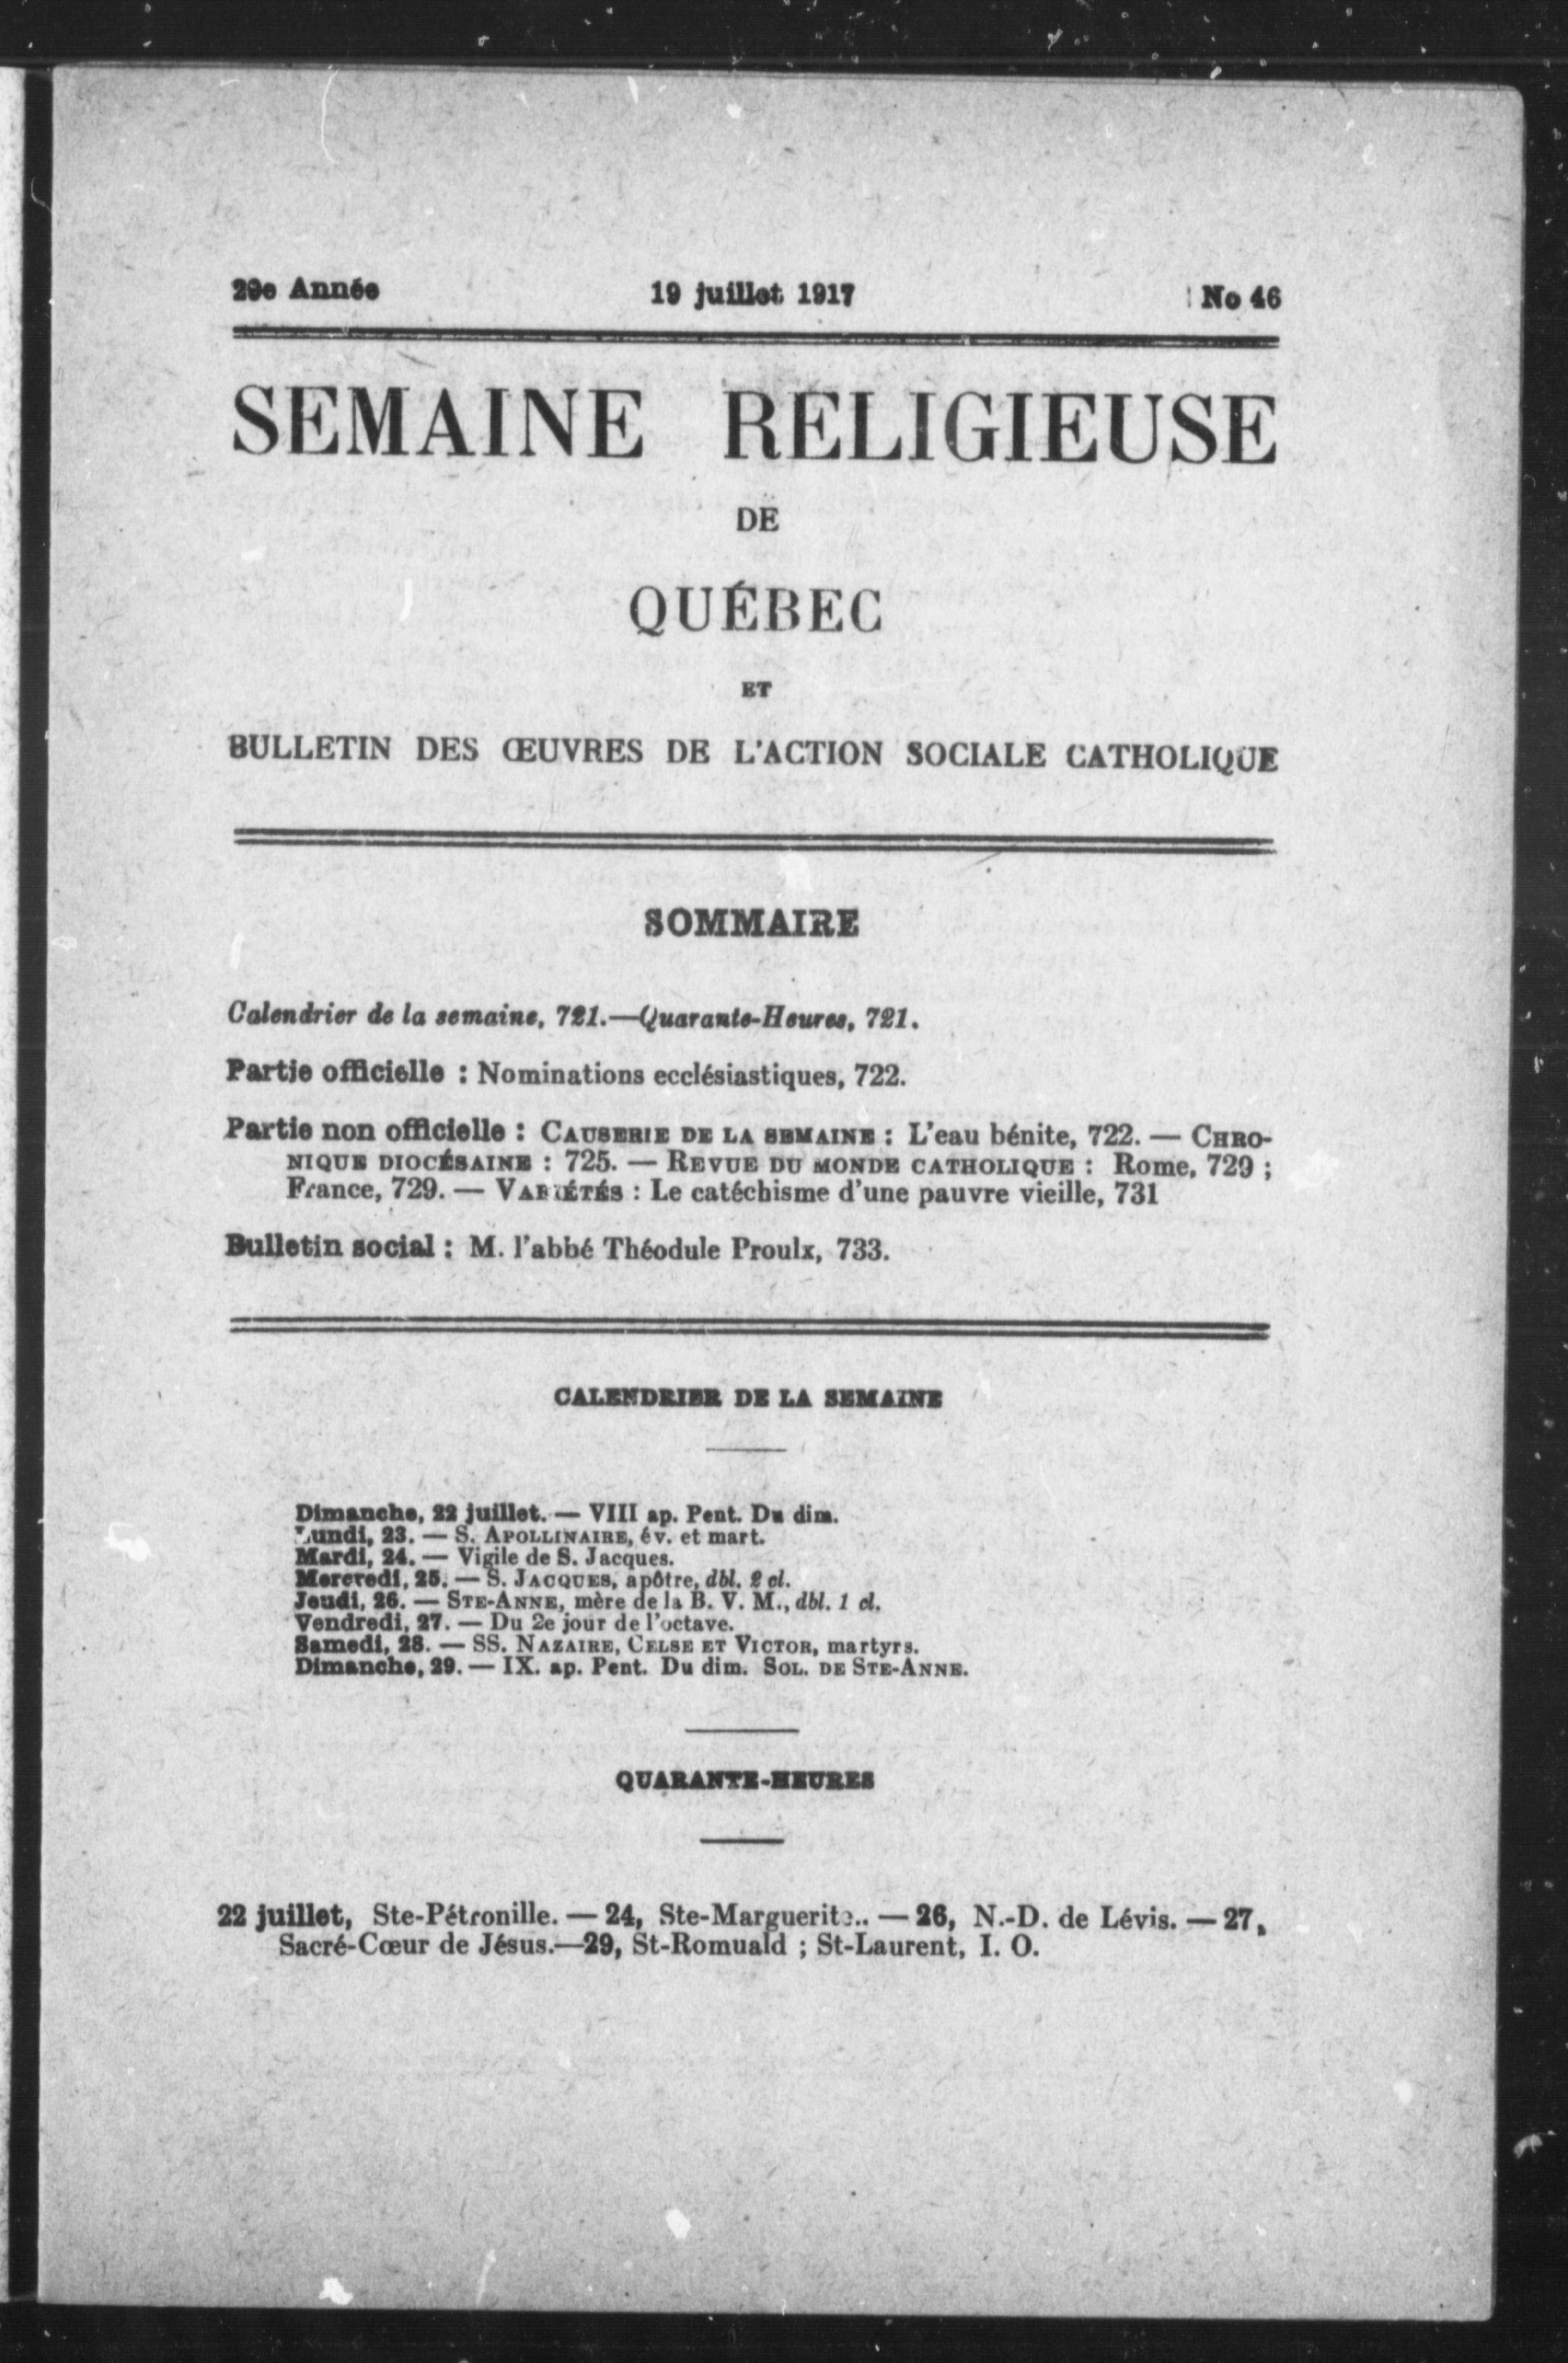 29e Année 19 juillet 1917 No 46
SEMAINE RELIGIEUSE
DE
QUÉBEC
ET
BULLETIN DES ŒUVRES DE L'ACTION SOCIALE CATHOLIQUE
SOMMAIRE
Calendrier de la semaine, 721.—Quarante-Heures, 721.
Partie officielle : Nominations ecclésiastiques, 722.
Partie non officielle : CAUSERIE DE LA SEMAINE : L'eau bénite, 722. — CHRO-
NIQUE DIOCÉSAINE : 725. — REVUE DU MONDE CATHOLIQUE : Rome, 729 ;
France, 729. — VARIÉTÉS : Le catéchisme d'une pauvre vieille, 731
Bulletin social : M. l'abbé Théodule Proulx, 733.
CALENDRIER DE LA SEMAINE
Dimanche, 22 juillet. — VIII ap. Pent. Du dim.
Lundi, 23. — S. APOLLINAIRE, év. et mart.
Mardi, 24. — Vigile de S. Jacques.
Mercredi, 25. — S. JACQUES, apôtre, dbl. 2 cl.
Jeudi, 26. — STE-ANNE, mère de la B. V. M., dbl. 1 cl.
Vendredi, 27. — Du 2e jour de l'octave.
Samedi, 28. — SS. NAZAIRE, CELSE ET VICTOR, martyrs.
Dimanche, 29. — IX. ap. Pent. Du dim. SOL. DE STE-ANNE.
QUARANTE-HEURES
22 juillet, Ste-Pétronille. — 24, Ste-Marguerite.. — 26, N.-D. de Lévis. — 27,
Sacré-Cœur de Jésus.—29, St-Romuald ; St-Laurent, I. O.